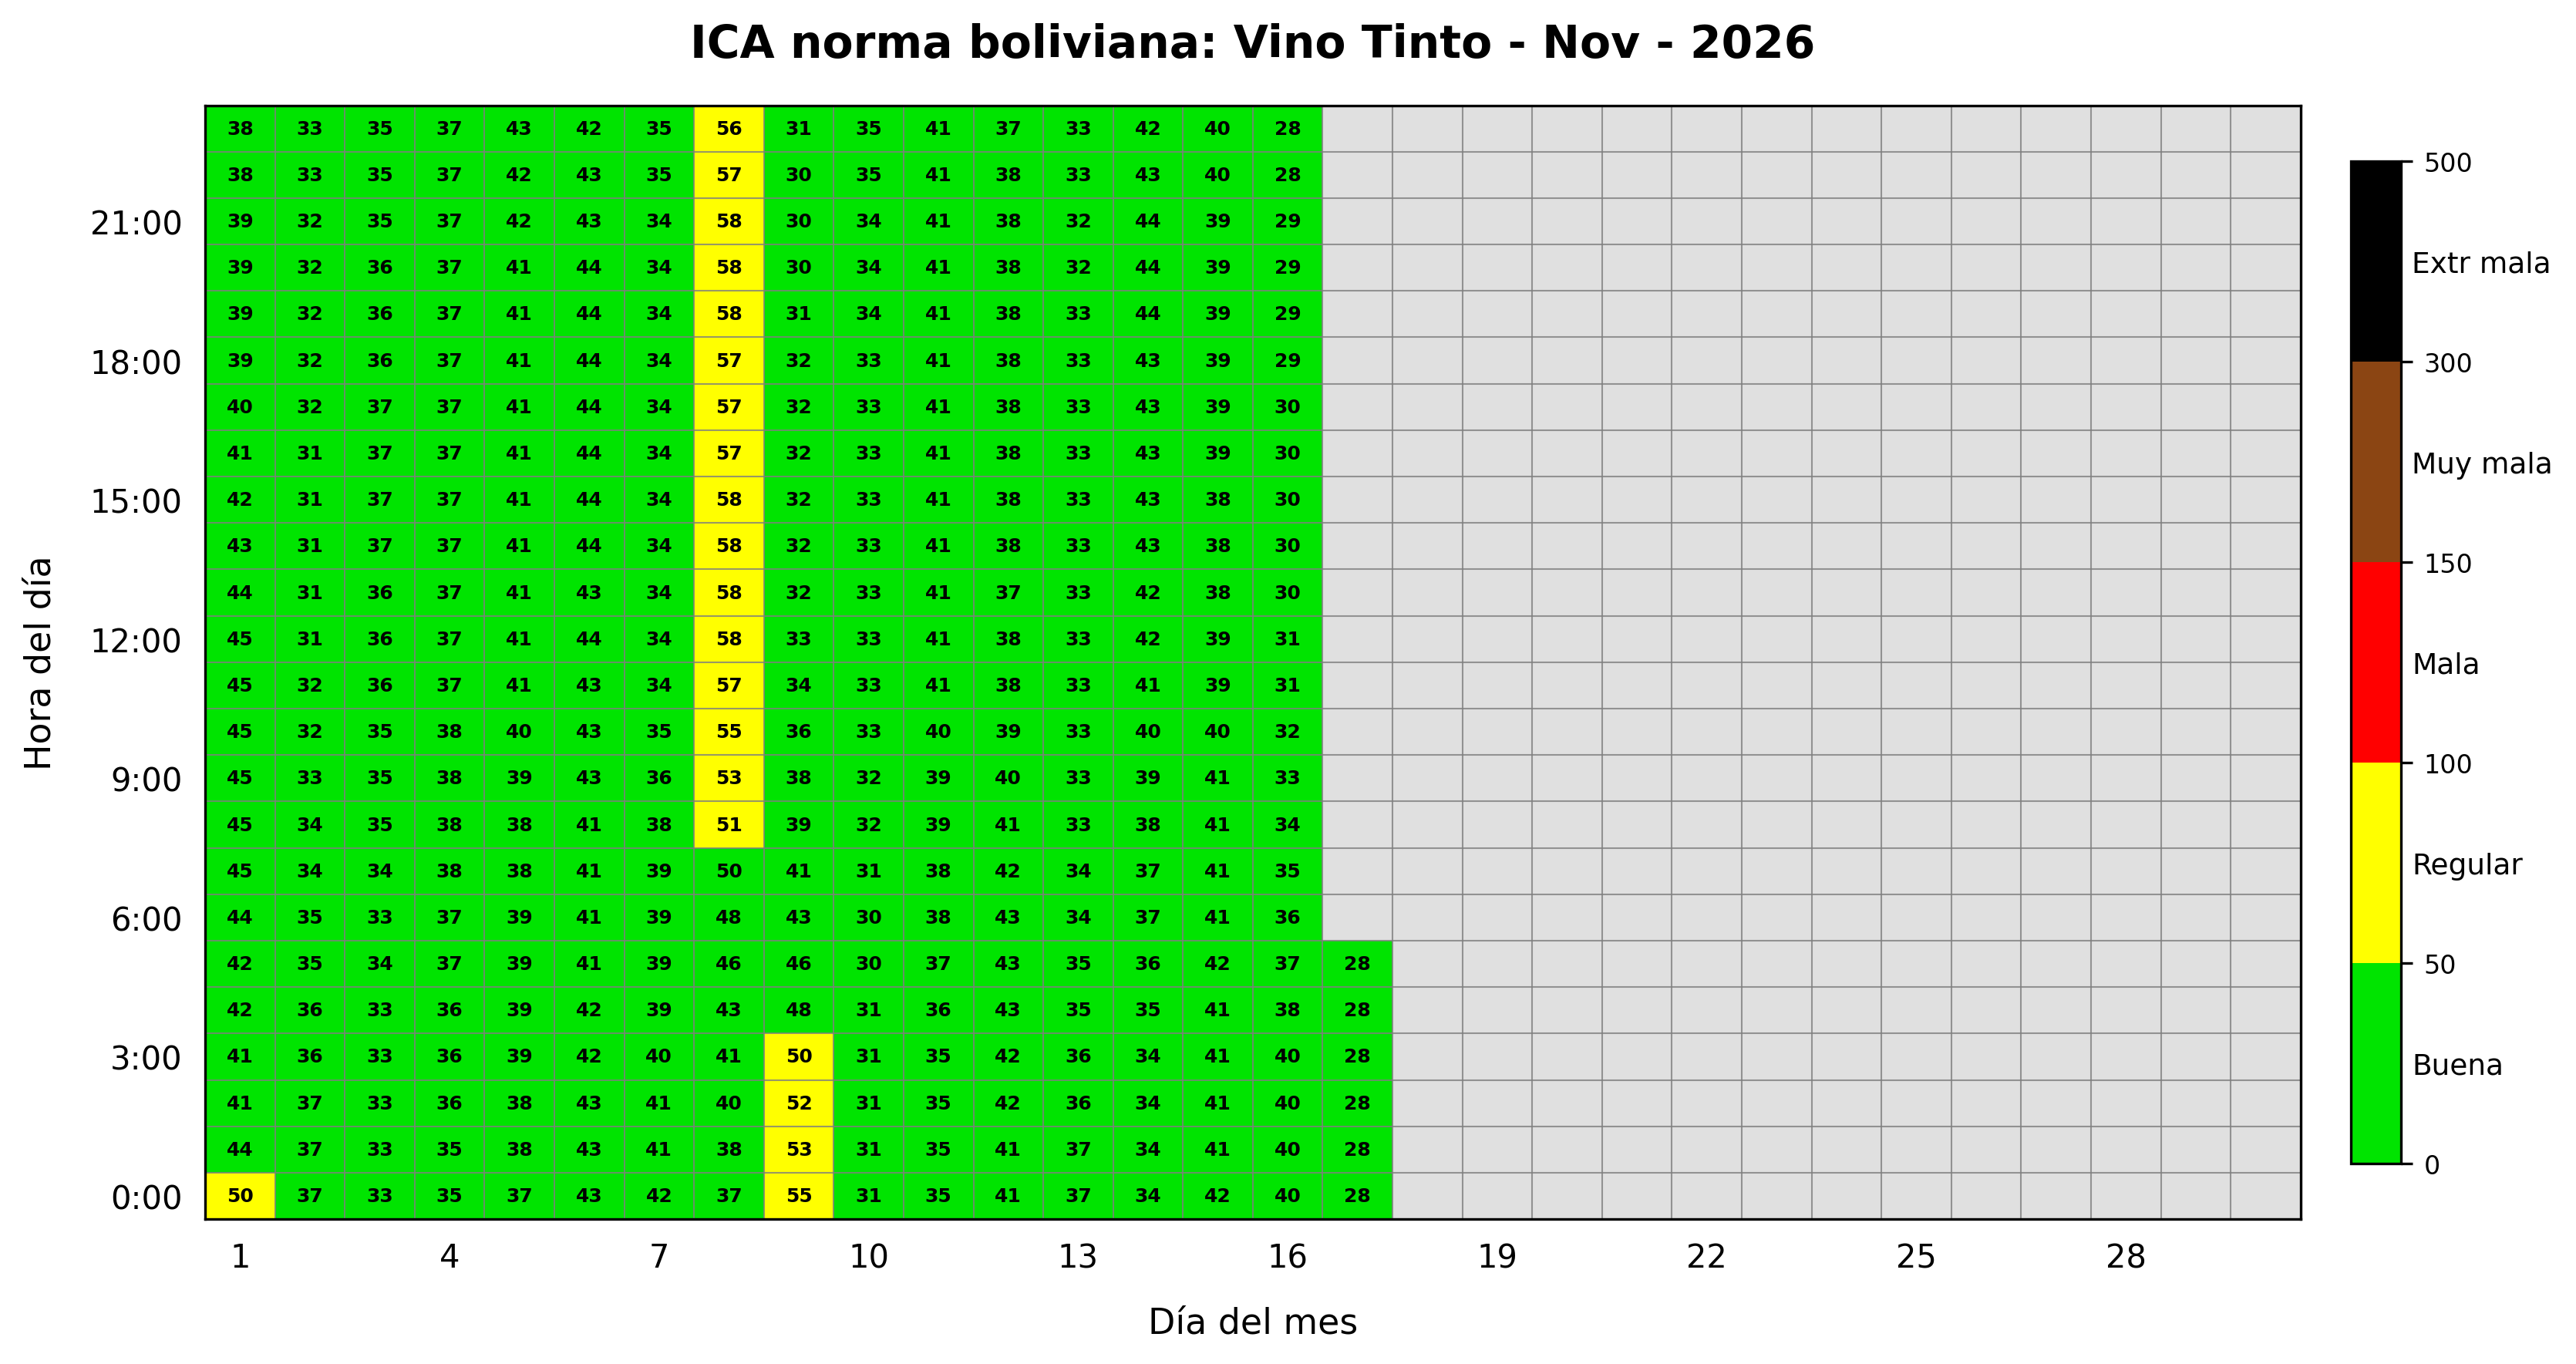 ICA norma boliviana: Vino Tinto - Nov - 2026
38 33 35 37 43 42 35 56 31 35 41 37 33 42 40 28
38 33 35 37 42 43 35 57 30 35 41 38 33 43 40 28
21:00 39 32 35 37 42 43 34 58 30 34 41 38 32 44 39 29
39 32 36 37 41 44 34 58 30 34 41 38 32 44 39 29
39 32 36 37 41 44 34 58 31 34 41 38 33 44 39 29
18:00 39 32 36 37 41 44 34 57 32 33 41 38 33 43 39 29
40 32 37 37 41 44 34 57 32 33 41 38 33 43 39 30
41 31 37 37 41 44 34 57 32 33 41 38 33 43 39 30
15:00 42 31 37 37 41 44 34 58 32 33 41 38 33 43 38 30
43 31 37 37 41 44 34 58 32 33 41 38 33 43 38 30
44 31 36 37 41 43 34 58 32 33 41 37 33 42 38 30
12:00 45 31 36 37 41 44 34 58 33 33 41 38 33 42 39 31
45 32 36 37 41 43 34 57 34 33 41 38 33 41 39 31
45 32 35 38 40 43 35 55 36 33 40 39 33 40 40 32
9:00 45 33 35 38 39 43 36 53 38 32 39 40 33 39 41 33
45 34 35 38 38 41 38 51 39 32 39 41 33 38 41 34
45 34 34 38 38 41 39 50 41 31 38 42 34 37 41 35
6:00 44 35 33 37 39 41 39 48 43 30 38 43 34 37 41 36
42 35 34 37 39 41 39 46 46 30 37 43 35 36 42 37 28
42 36 33 36 39 42 39 43 48 31 36 43 35 35 41 38 28
3:00 41 36 33 36 39 42 40 41 50 31 35 42 36 34 41 40 28
41 37 33 36 38 43 41 40 52 31 35 42 36 34 41 40 28
44 37 33 35 38 43 41 38 53 31 35 41 37 34 41 40 28
0:00 50 37 33 35 37 43 42 37 55 31 35 41 37 34 42 40 28
1 4 7 10 13 16 19 22 25 28
Día del mes
Hora del día
500
Extr mala
300
Muy mala
150
Mala
100
Regular
50
Buena
0